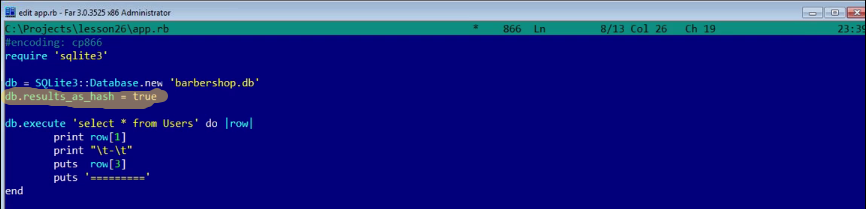 edit app.rb - Far 3.0.3525 x86 Administrator
C:\Projects\lesson26\app.rb * 866 Ln 8/13 Col 26 Ch 19 23:39
#encoding: cp866
require 'sqlite3'
db = SQLite3::Database.new 'barbershop.db'
db.results_as_hash = true
db.execute 'select * from Users' do |row|
print row[1]
print "\t-\t"
puts row[3]
puts '========='
end